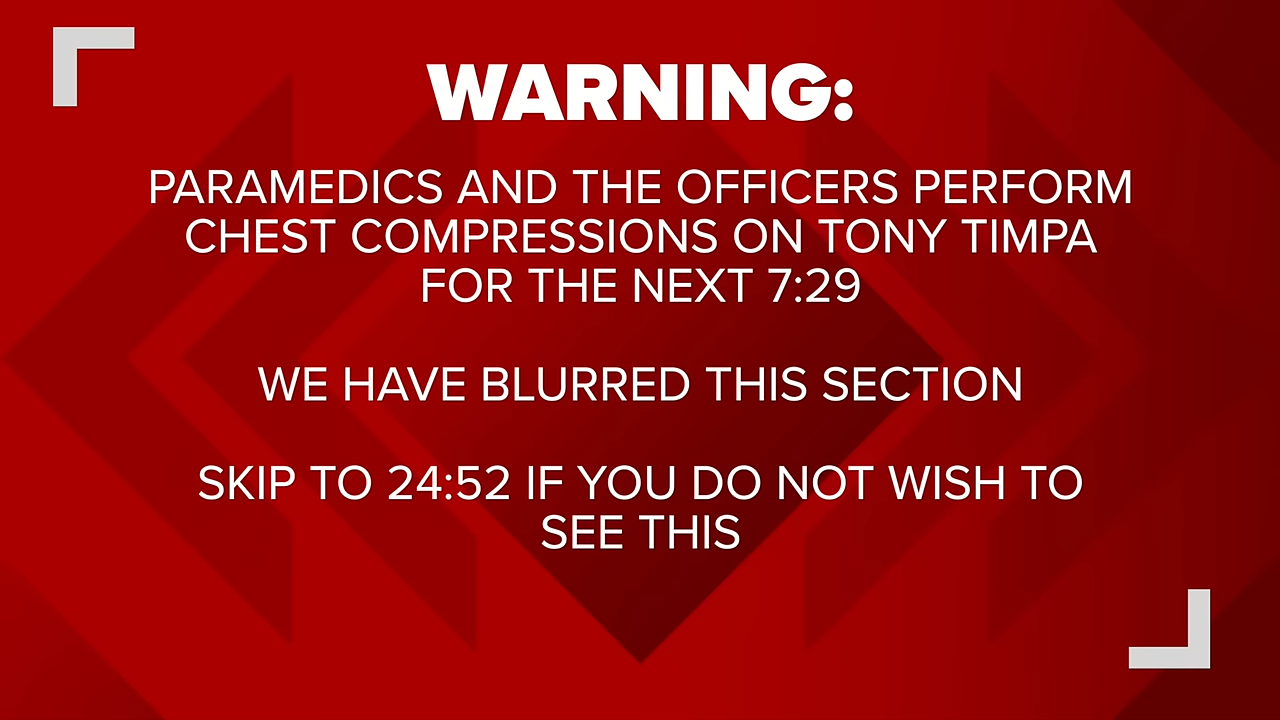 WARNING:
PARAMEDICS AND THE OFFICERS PERFORM
CHEST COMPRESSIONS ON TONY TIMPA
FOR THE NEXT 7:29
WE HAVE BLURRED THIS SECTION
SKIP TO 24:52 IF YOU DO NOT WISH TO
SEE THIS